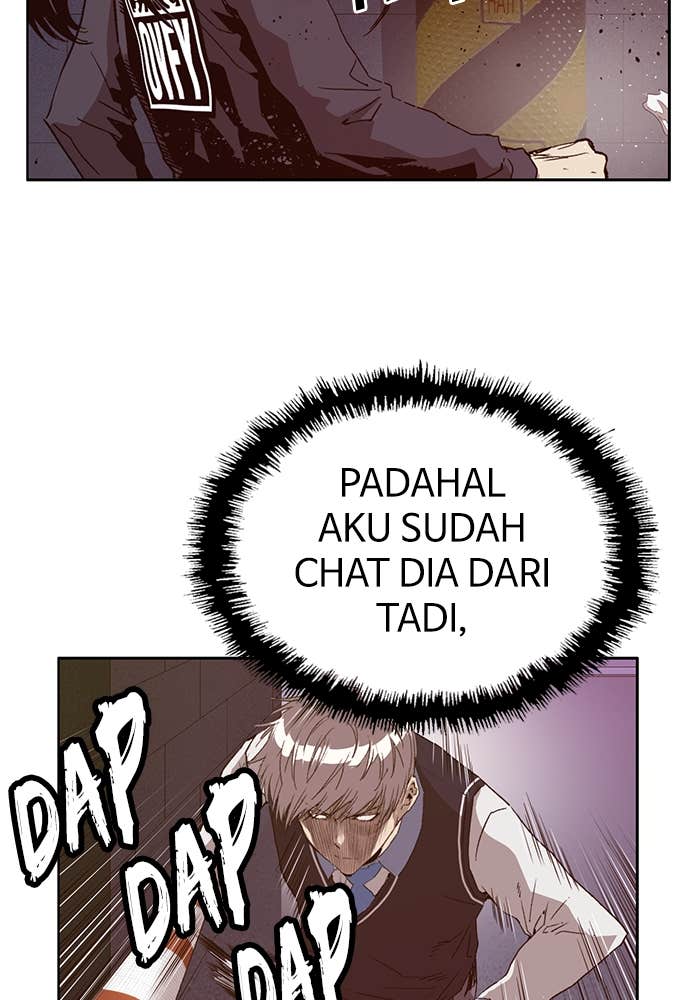 OVFY
PADAHAL
AKU SUDAH
CHAT DIA DARI
TADI,
DAP
DAP
DAP